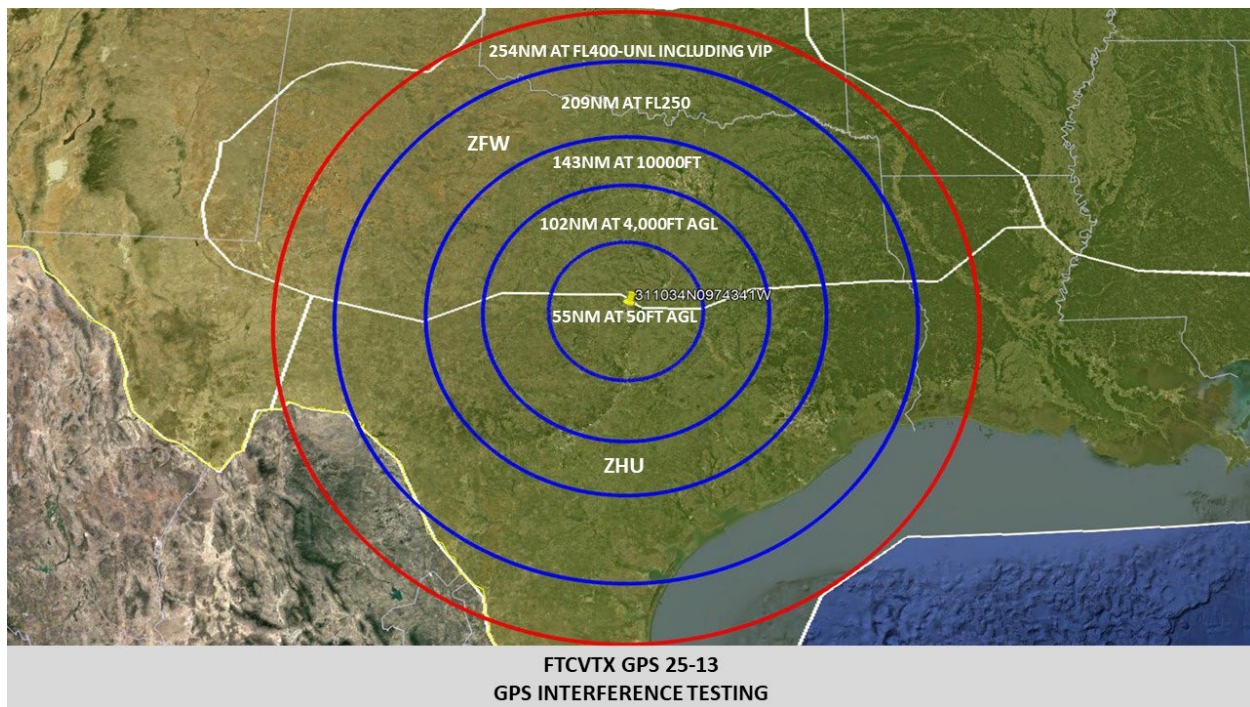 254NM AT FL400-UNL INCLUDING VIP
209NM AT FL250
ZFW
143NM AT 10000FT
102NM AT 4,000FT AGL
311034N0974341W
55NM AT 50FT AGL
ZHU
FTCVTX GPS 25-13
GPS INTERFERENCE TESTING